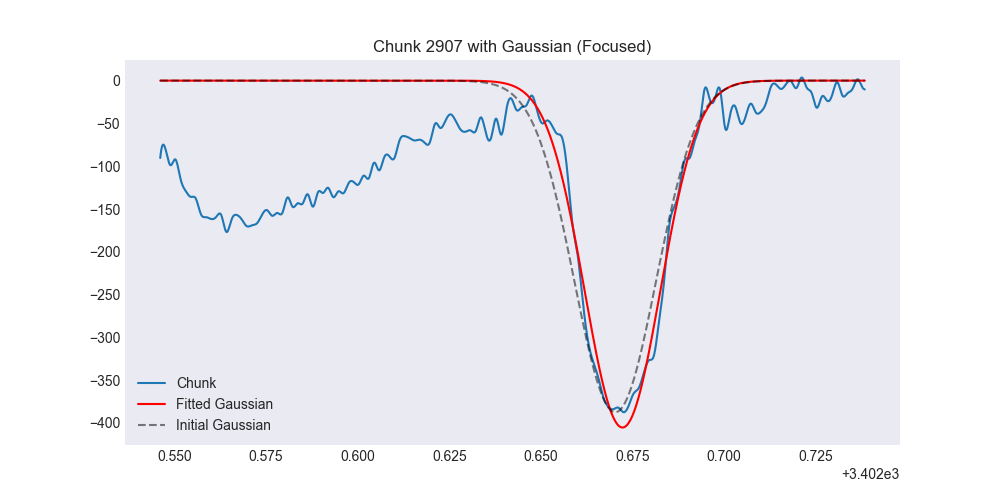 Chunk 2907 with Gaussian (Focused)
0
−50
−100
−150
−200
−250
−300
−350
−400
Chunk
Fitted Gaussian
Initial Gaussian
0.550 0.575 0.600 0.625 0.650 0.675 0.700 0.725
+3.402e3